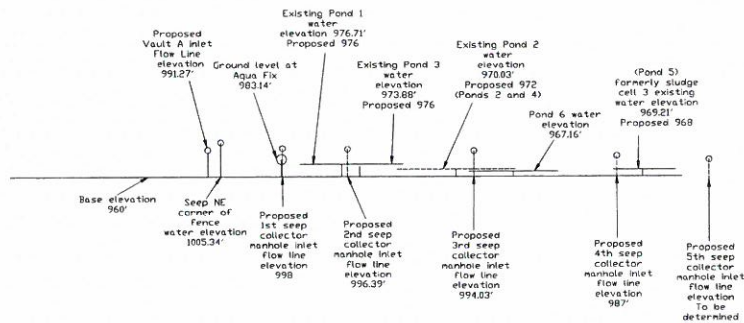 Proposed
Vault A inlet
Flow Line
elevation
991.27'
Ground level at
Aqua Fix
983.14'
Existing Pond 1
water
elevation 976.71'
Proposed 976
Existing Pond 3
water
elevation
973.88'
Proposed 976
Existing Pond 2
water elevation
970.03'
Proposed 972
(Ponds 2 and 4)
Pond 6 water
elevation
967.16'
(Pond 5)
formerly sludge
cell 3 existing
water elevation
969.21'
Proposed 968
Base elevation
960'
Seep NE
corner of
fence
water elevation
1005.34'
Proposed
1st seep
collector
manhole inlet
flow line
elevation
998
Proposed
2nd seep
collector
manhole inlet
flow line
elevation
996.39'
Proposed
3rd seep
collector
manhole inlet
flow line
elevation
994.03'
Proposed
4th seep
collector
manhole inlet
flow line
elevation
987'
Proposed
5th seep
collector
manhole inlet
flow line
elevation
To be
determined